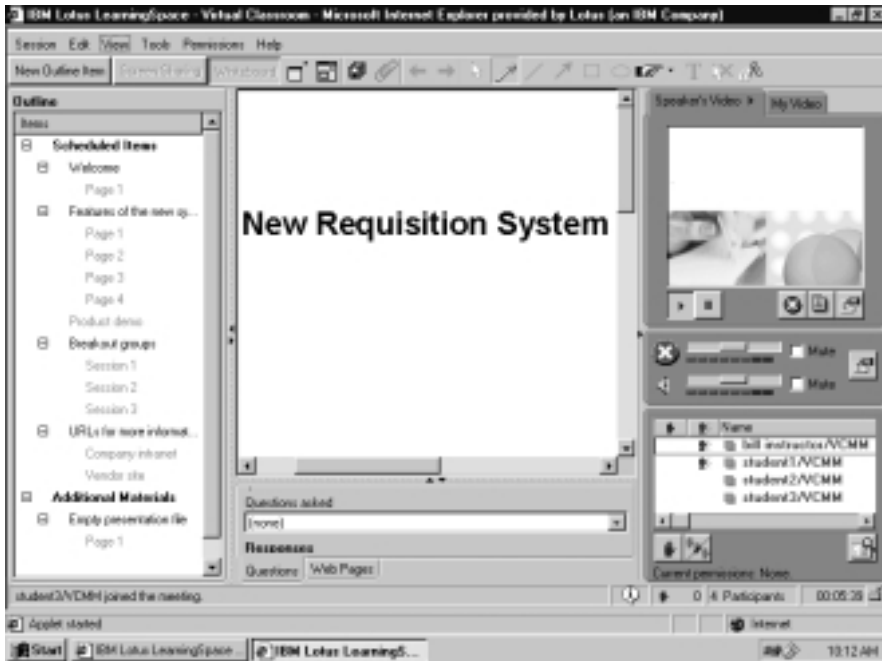 IBM Lotus LearningSpace - Virtual Classroom - Microsoft Internet Explorer provided by Lotus (an IBM Company)
Session Edit View Tools Permissions Help
New Outline Item Screen Sharing Whiteboard
Outline
Items
Scheduled Items
Welcome
Page 1
Features of the new sy...
Page 1
Page 2
Page 3
Page 4
Product demo
Breakout groups
Session 1
Session 2
Session 3
URLs for more informat...
Company intranet
Vendor site
Additional Materials
Empty presentation file
Page 1
New Requisition System
Questions asked
(none)
Responses
Questions Web Pages
Speaker's Video My Video
Mute
Mute
Name
bill instructor/VCMM
student1/VCMM
student2/VCMM
student3/VCMM
Current permissions: None.
student3/VCMM joined the meeting.
0 4 Participants 00:05:39
Applet started
Internet
Start IBM Lotus LearningSpace ... IBM Lotus LearningS...
10:12 AM